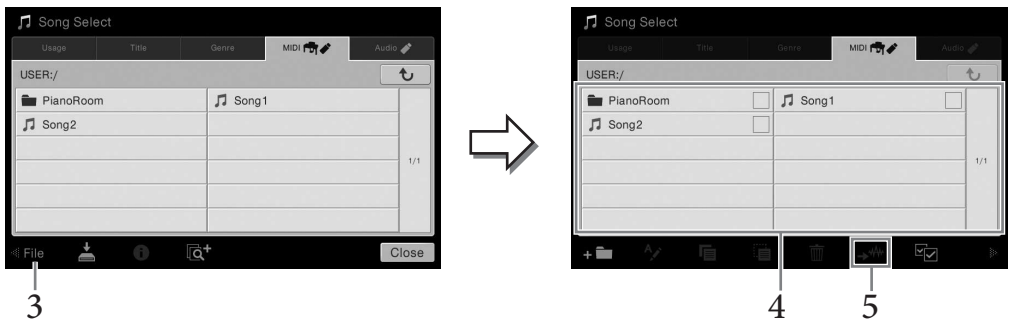 Song Select
Usage Title Genre MIDI Audio
USER:/
PianoRoom Song1
Song2
1/1
File Close
3
Song Select
Usage Title Genre MIDI Audio
USER:/
PianoRoom Song1
Song2
1/1
4 5